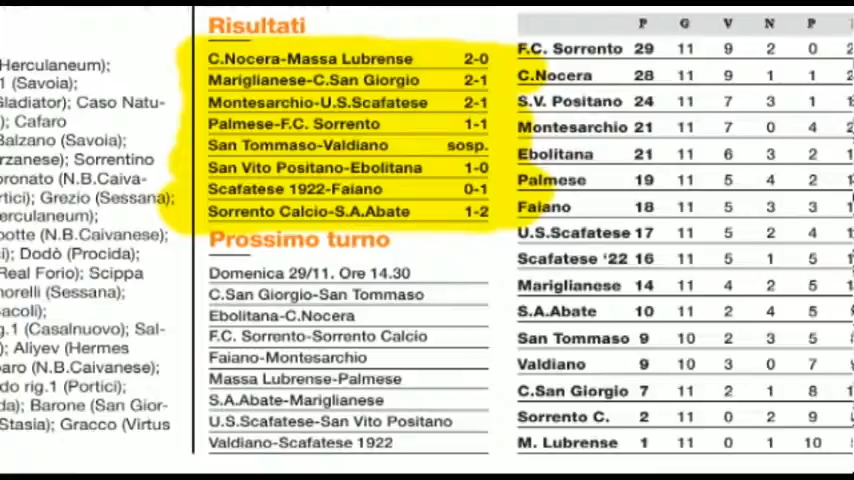 Herculaneum);
1 (Savoia);
Gladiator); Caso Natu-
); Cafaro
Balzano (Savoia);
rzanese); Sorrentino
oronato (N.B.Caiva-
rtici); Grezio (Sessana);
erculaneum);
otte (N.B.Caivanese);
i); Dodò (Procida);
Real Forio); Scippa
norelli (Sessana);
acoli);
g.1 (Casalnuovo); Sal-
); Aliyev (Hermes
paro (N.B.Caivanese);
do rig.1 (Portici);
da); Barone (San Gior-
Stasia); Gracco (Virtus
Risultati
C.Nocera-Massa Lubrense 2-0
Mariglianese-C.San Giorgio 2-1
Montesarchio-U.S.Scafatese 2-1
Palmese-F.C. Sorrento 1-1
San Tommaso-Valdiano sosp.
San Vito Positano-Ebolitana 1-0
Scafatese 1922-Faiano 0-1
Sorrento Calcio-S.A.Abate 1-2
Prossimo turno
Domenica 29/11. Ore 14.30
C.San Giorgio-San Tommaso
Ebolitana-C.Nocera
F.C. Sorrento-Sorrento Calcio
Faiano-Montesarchio
Massa Lubrense-Palmese
S.A.Abate-Mariglianese
U.S.Scafatese-San Vito Positano
Valdiano-Scafatese 1922
P G V N P
F.C. Sorrento 29 11 9 2 0
C.Nocera 28 11 9 1 1
S.V. Positano 24 11 7 3 1
Montesarchio 21 11 7 0 4
Ebolitana 21 11 6 3 2
Palmese 19 11 5 4 2
Faiano 18 11 5 3 3
U.S.Scafatese 17 11 5 2 4
Scafatese '22 16 11 5 1 5
Mariglianese 14 11 4 2 5
S.A.Abate 10 11 2 4 5
San Tommaso 9 10 2 3 5
Valdiano 9 10 3 0 7
C.San Giorgio 7 11 2 1 8
Sorrento C. 2 11 0 2 9
M. Lubrense 1 11 0 1 10